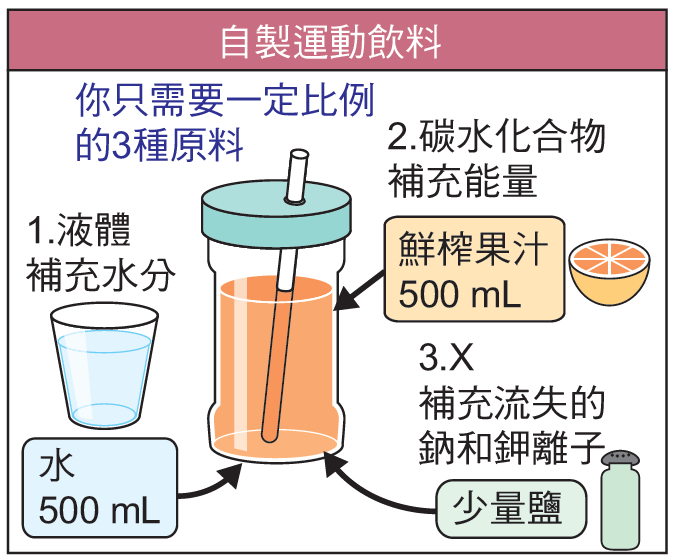 自製運動飲料
你只需要一定比例
的3種原料
1.液體
補充水分
水
500 mL
2.碳水化合物
補充能量
鮮榨果汁
500 mL
3.X
補充流失的
鈉和鉀離子
少量鹽